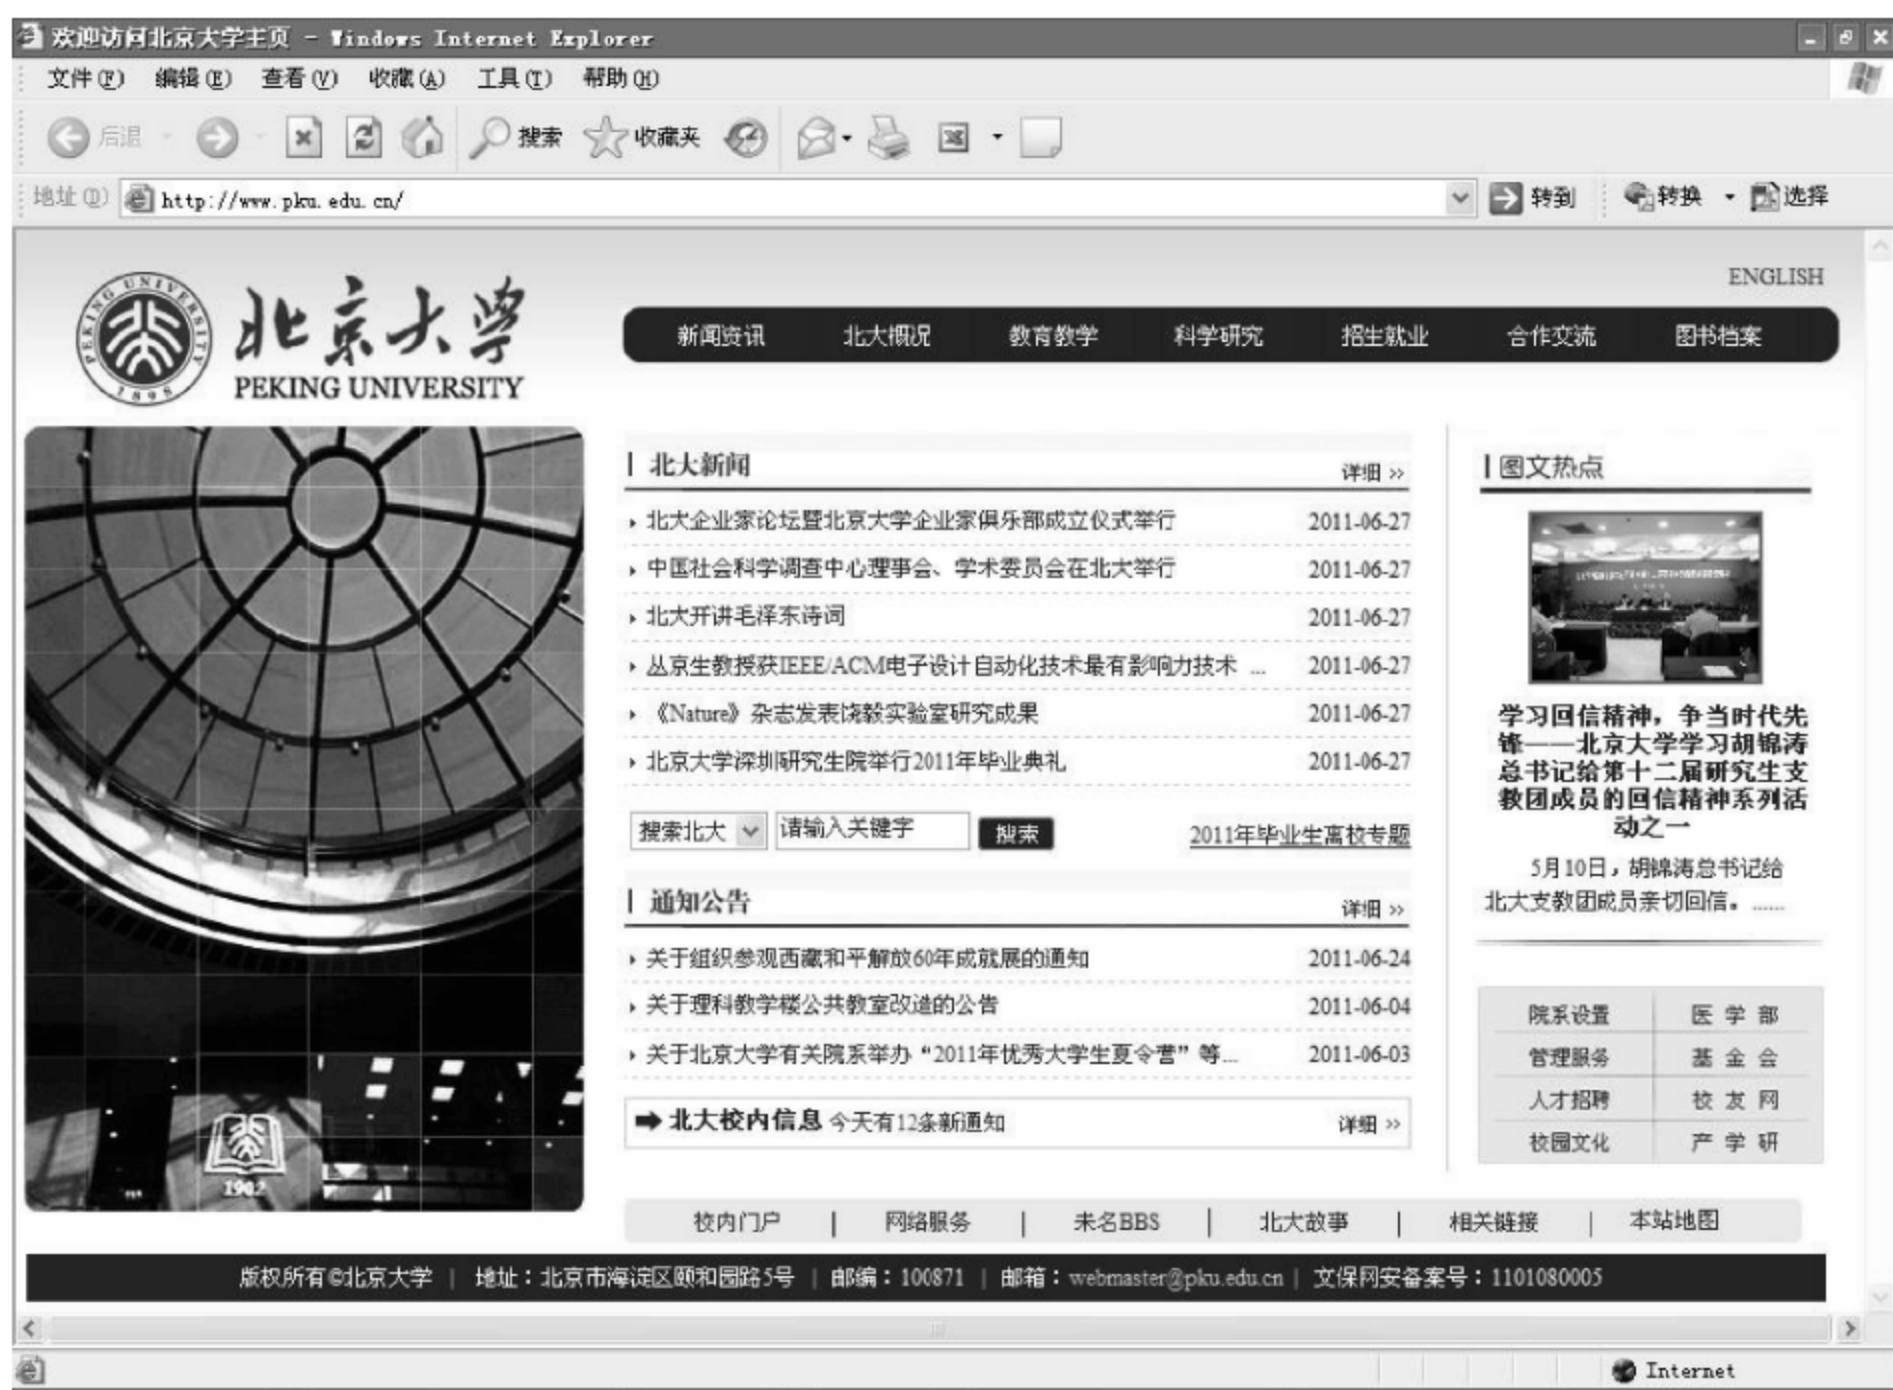 欢迎访问北京大学主页 - Windows Internet Explorer
文件(F) 编辑(E) 查看(V) 收藏(A) 工具(T) 帮助(H)
后退 搜索 收藏夹
地址(D) http://www.pku.edu.cn/ 转到 转换 选择
ENGLISH
PEKING UNIVERSITY
1898
北京大学
PEKING UNIVERSITY
新闻资讯 北大概况 教育教学 科学研究 招生就业 合作交流 图书档案
北大新闻 详细 >>
北大企业家论坛暨北京大学企业家俱乐部成立仪式举行 2011-06-27
中国社会科学调查中心理事会、学术委员会在北大举行 2011-06-27
北大开讲毛泽东诗词 2011-06-27
丛京生教授获IEEE/ACM电子设计自动化技术最有影响力技术 ... 2011-06-27
《Nature》杂志发表饶毅实验室研究成果 2011-06-27
北京大学深圳研究生院举行2011年毕业典礼 2011-06-27
搜索北大 请输入关键字 搜索 2011年毕业生离校专题
通知公告 详细 >>
关于组织参观西藏和平解放60年成就展的通知 2011-06-24
关于理科教学楼公共教室改造的公告 2011-06-04
关于北京大学有关院系举办“2011年优秀大学生夏令营”等... 2011-06-03
北大校内信息 今天有12条新通知 详细 >>
1902
图文热点
学习回信精神，争当时代先
锋——北京大学学习胡锦涛
总书记给第十二届研究生支
教团成员的回信精神系列活
动之一
5月10日，胡锦涛总书记给
北大支教团成员亲切回信。......
院系设置 医学部
管理服务 基金会
人才招聘 校友网
校园文化 产学研
校内门户 | 网络服务 | 未名BBS | 北大故事 | 相关链接 | 本站地图
版权所有©北京大学 | 地址：北京市海淀区颐和园路5号 | 邮编：100871 | 邮箱：webmaster@pku.edu.cn | 文保网安备案号：1101080005
Internet